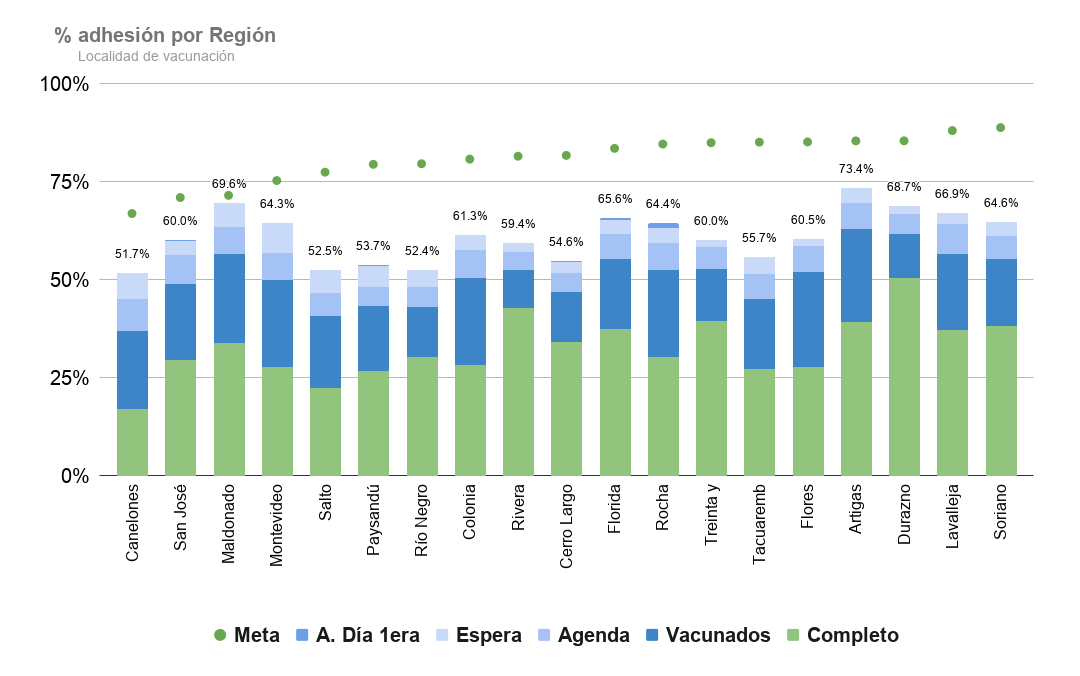 % adhesión por Región
Localidad de vacunación
100%
75%
50%
25%
0%
51.7%
60.0%
69.6%
64.3%
52.5%
53.7%
52.4%
61.3%
59.4%
54.6%
65.6%
64.4%
60.0%
55.7%
60.5%
73.4%
68.7%
66.9%
64.6%
Canelones
San José
Maldonado
Montevideo
Salto
Paysandú
Río Negro
Colonia
Rivera
Cerro Largo
Florida
Rocha
Treinta y
Tacuaremb
Flores
Artigas
Durazno
Lavalleja
Soriano
Meta A. Día 1era Espera Agenda Vacunados Completo